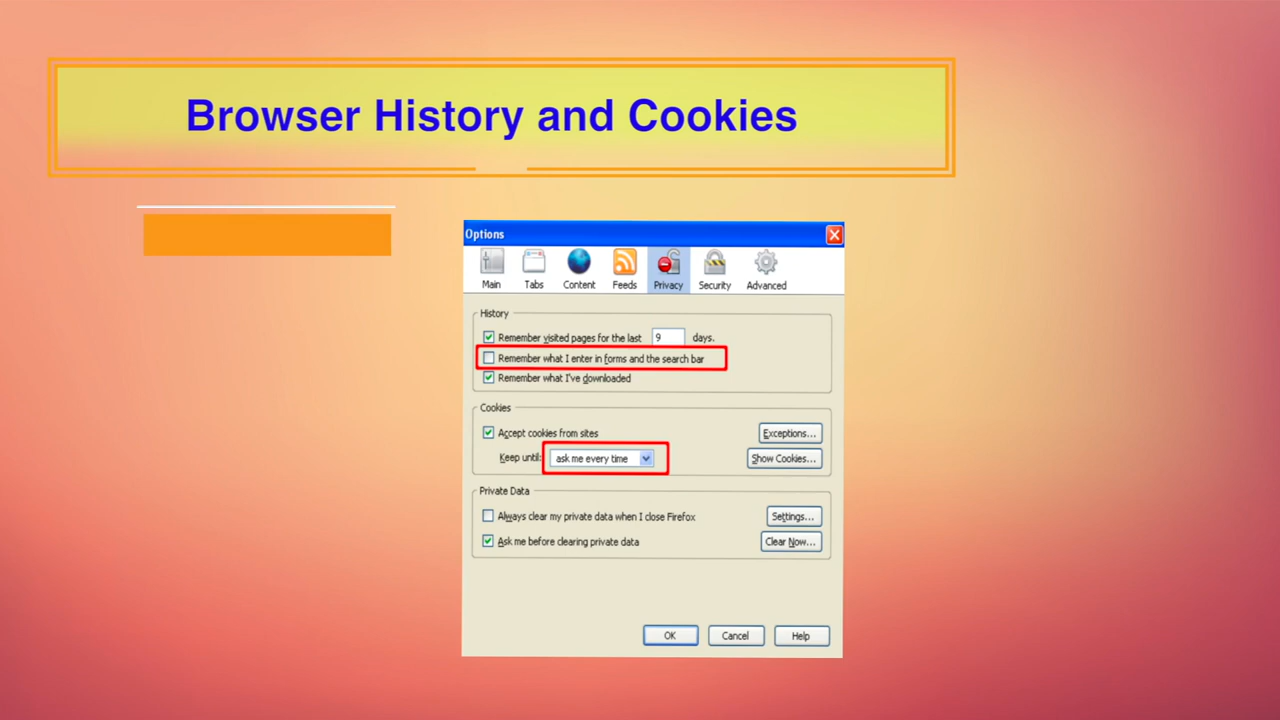 Browser History and Cookies
Options
Main Tabs Content Feeds Privacy Security Advanced
History
Remember visited pages for the last 9 days.
Remember what I enter in forms and the search bar
Remember what I've downloaded
Cookies
Accept cookies from sites Exceptions...
Keep until: ask me every time Show Cookies...
Private Data
Always clear my private data when I close Firefox Settings...
Ask me before clearing private data Clear Now...
OK Cancel Help